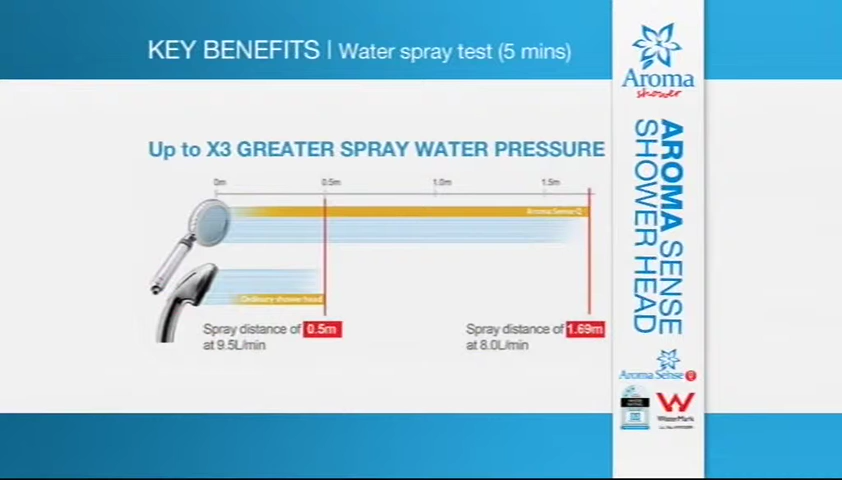 KEY BENEFITS | Water spray test (5 mins)
Up to X3 GREATER SPRAY WATER PRESSURE
0m 0.5m 1.0m 1.5m
Aroma Sense Q
Ordinary shower head
Spray distance of 0.5m
at 9.5L/min
Spray distance of 1.69m
at 8.0L/min
Aroma
shower
AROMA SENSE
SHOWER HEAD
Aroma Sense Q
WaterMark